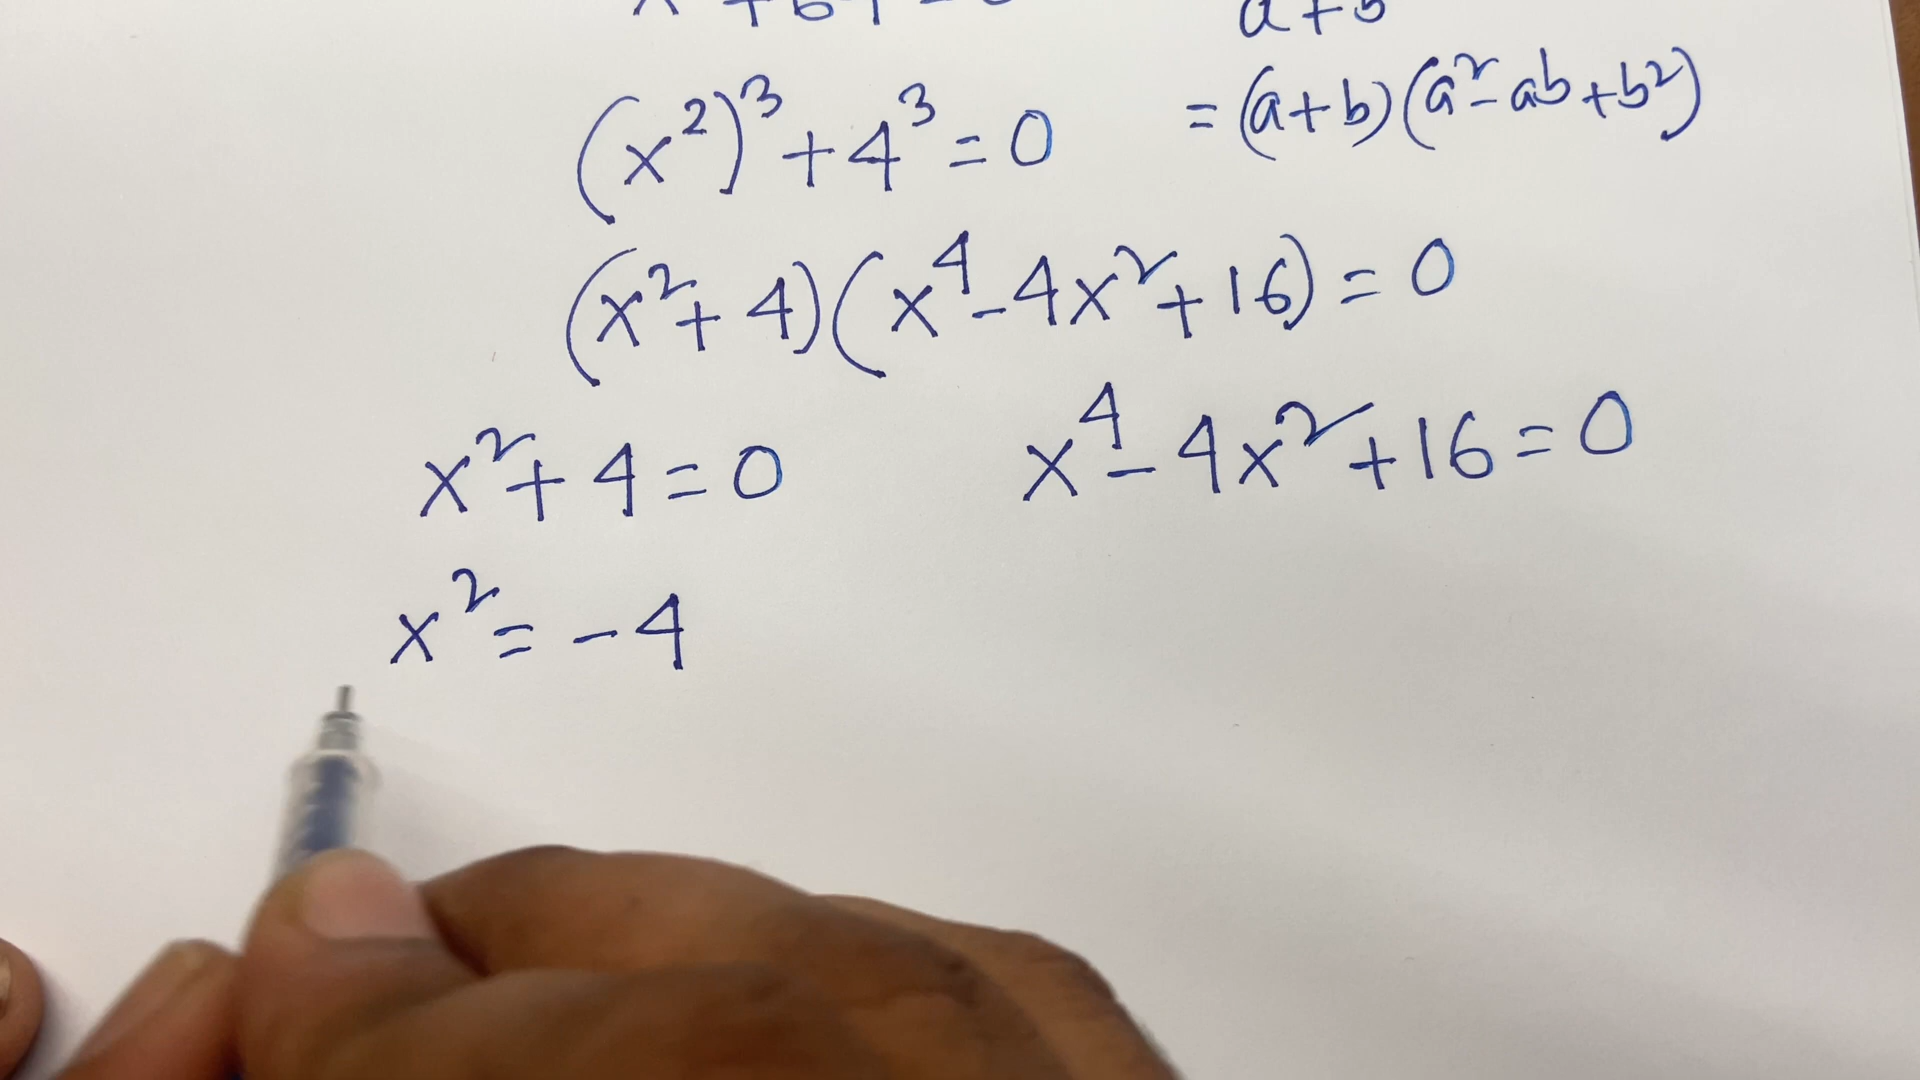 (x²)³ + 4³ = 0
= (a+b)(a² - ab + b²)
(x² + 4)(x⁴ - 4x² + 16) = 0
x² + 4 = 0
x⁴ - 4x² + 16 = 0
x² = -4